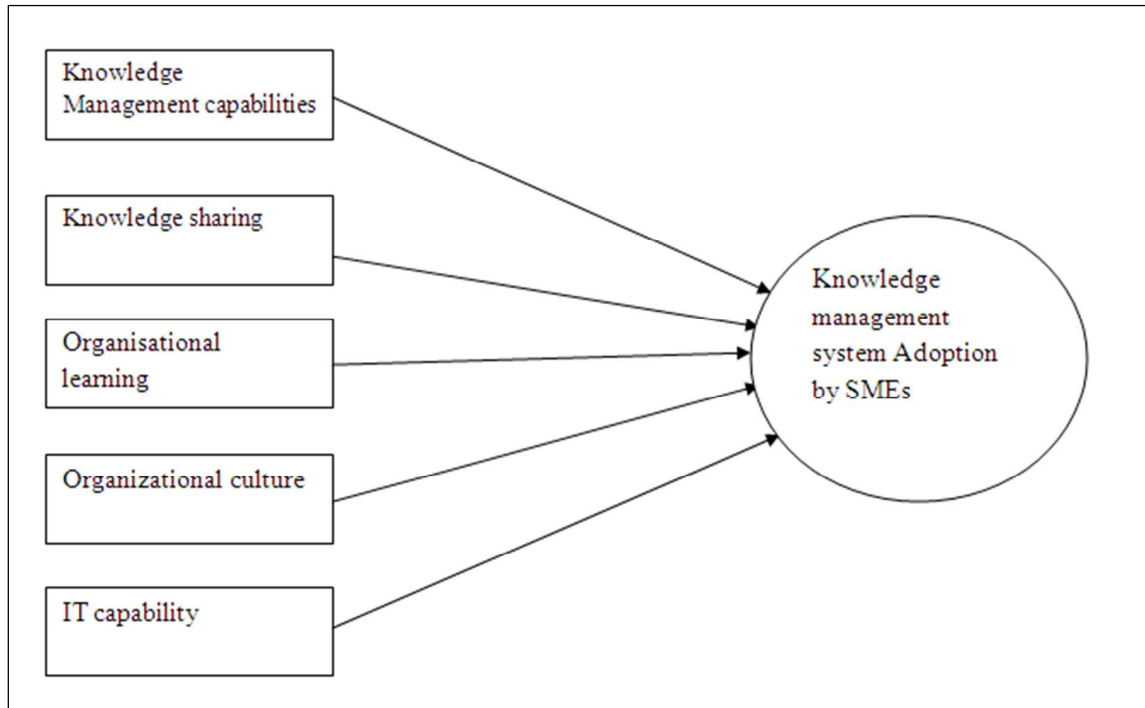 Knowledge
Management capabilities
Knowledge sharing
Organisational
learning
Organizational culture
IT capability
Knowledge
management
system Adoption
by SMEs